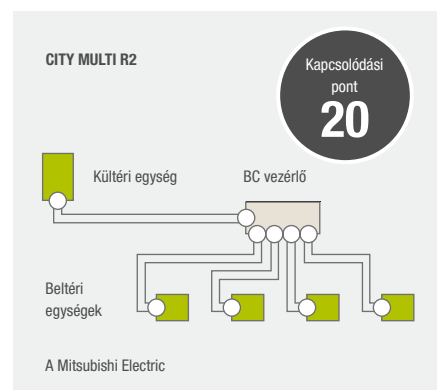 CITY MULTI R2
Kapcsolódási
pont
20
Kültéri egység
BC vezérlő
Beltéri
egységek
A Mitsubishi Electric